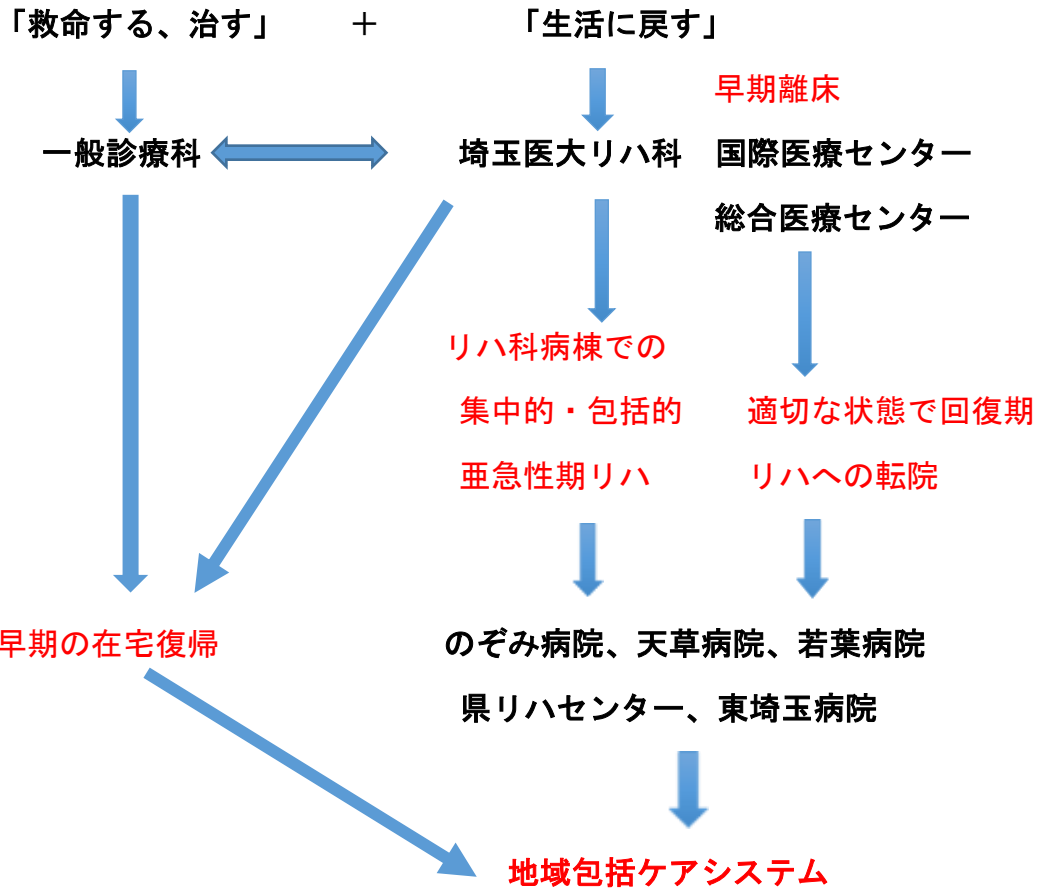 「救命する、治す」 ＋ 「生活に戻す」
早期離床
一般診療科 埼玉医大リハ科 国際医療センター
総合医療センター
リハ科病棟での
集中的・包括的 適切な状態で回復期
亜急性期リハ リハへの転院
早期の在宅復帰 のぞみ病院、天草病院、若葉病院
県リハセンター、東埼玉病院
地域包括ケアシステム